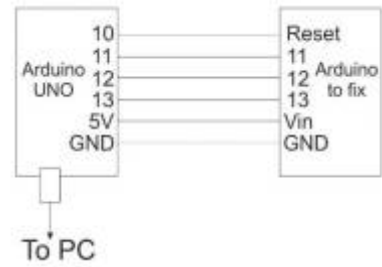 10 Reset
11 11
Arduino UNO
12 12
Arduino to fix
13 13
5V Vin
GND GND
To PC